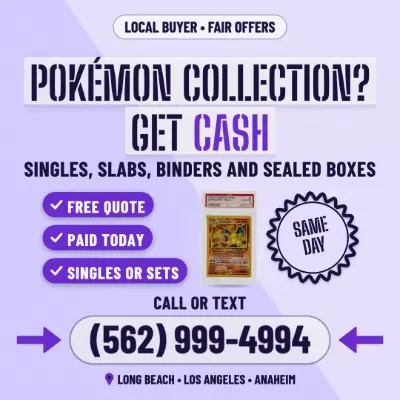 LOCAL BUYER • FAIR OFFERS
POKÉMON COLLECTION?
GET CASH
SINGLES, SLABS, BINDERS AND SEALED BOXES
FREE QUOTE
PAID TODAY
SINGLES OR SETS
SAME
DAY
CALL OR TEXT
(562) 999-4994
LONG BEACH • LOS ANGELES • ANAHEIM